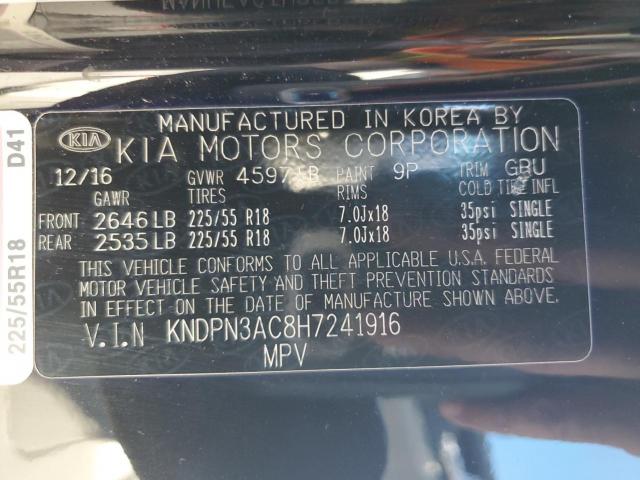 MANUFACTURED IN KOREA BY
KIA KIA MOTORS CORPORATION
12/16 GVWR 4597LB PAINT 9P TRIM GBU
GAWR TIRES RIMS COLD TIRE INFL
FRONT 2646 LB 225/55 R18 7.0Jx18 35psi SINGLE
REAR 2535 LB 225/55 R18 7.0Jx18 35psi SINGLE
THIS VEHICLE CONFORMS TO ALL APPLICABLE U.S.A. FEDERAL
MOTOR VEHICLE SAFETY AND THEFT PREVENTION STANDARDS
IN EFFECT ON THE DATE OF MANUFACTURE SHOWN ABOVE.
V.I.N KNDPN3AC8H7241916
MPV
225/55R18 D41